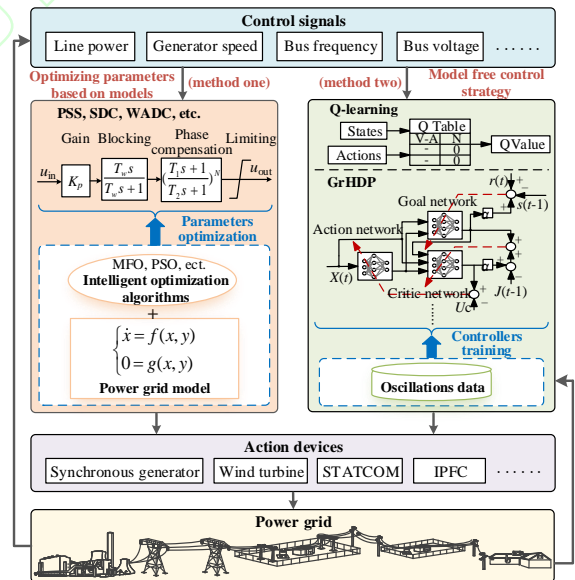 Control signals
Line power
Generator speed
Bus frequency
Bus voltage
······
Optimizing parameters
based on models
(method one)
(method two)
Model free control
strategy
PSS, SDC, WADC, etc.
Gain
Blocking
Phase
compensation
Limiting
u_in
K_p
T_w s
T_w s+1
(T_1 s+1
T_2 s+1)^N
u_out
Parameters
optimization
MFO, PSO, ect.
Intelligent optimization
algorithms
+
ẋ = f(x, y)
0 = g(x, y)
Power grid model
Q-learning
States
Actions
Q Table
V-A N
- 0
- 0
QValue
GrHDP
r(t)
+
−
s(t-1)
Goal network
α
Action network
X(t)
Critic network
α
+
+
−
J(t-1)
Uc
+
−
Controllers
training
Oscillations data
Action devices
Synchronous generator
Wind turbine
STATCOM
IPFC
······
Power grid